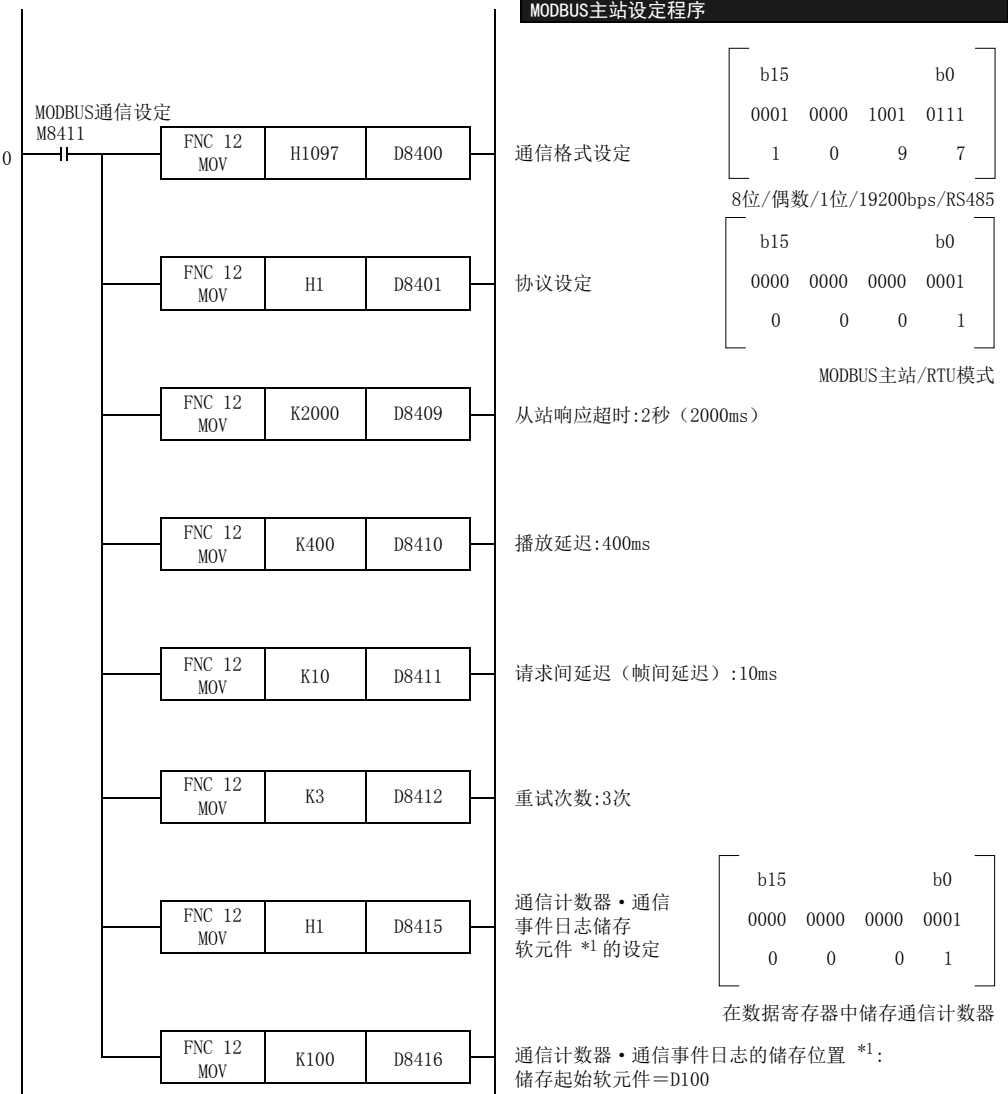 MODBUS主站设定程序
b15 b0
MODBUS通信设定
M8411
0001 0000 1001 0111
0
FNC 12
MOV
H1097
D8400
通信格式设定
1 0 9 7
8位/偶数/1位/19200bps/RS485
b15 b0
FNC 12
MOV
H1
D8401
协议设定
0000 0000 0000 0001
0 0 0 1
MODBUS主站/RTU模式
FNC 12
MOV
K2000
D8409
从站响应超时:2秒（2000ms）
FNC 12
MOV
K400
D8410
播放延迟:400ms
FNC 12
MOV
K10
D8411
请求间延迟（帧间延迟）:10ms
FNC 12
MOV
K3
D8412
重试次数:3次
FNC 12
MOV
H1
D8415
通信计数器・通信
事件日志储存
软元件 *1 的设定
b15 b0
0000 0000 0000 0001
0 0 0 1
在数据寄存器中储存通信计数器
FNC 12
MOV
K100
D8416
通信计数器・通信事件日志的储存位置 *1:
储存起始软元件＝D100